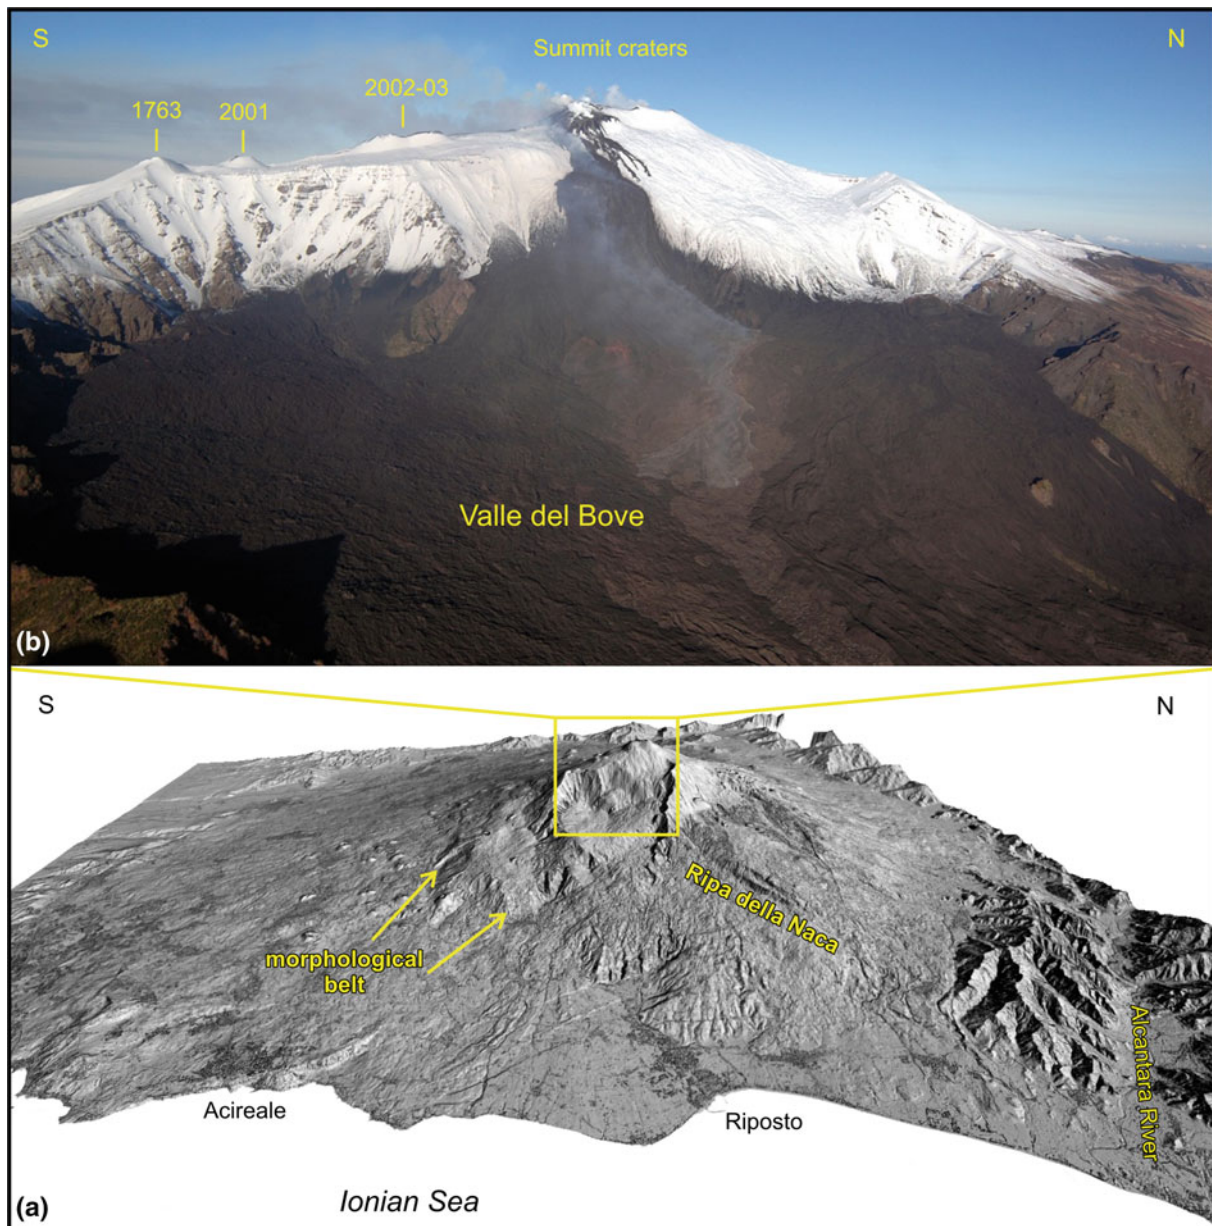 S
N
Summit craters
2002-03
1763
2001
Valle del Bove
(b)
S
N
Ripa della Naca
morphological
belt
Alcantara River
Acireale
Riposto
Ionian Sea
(a)